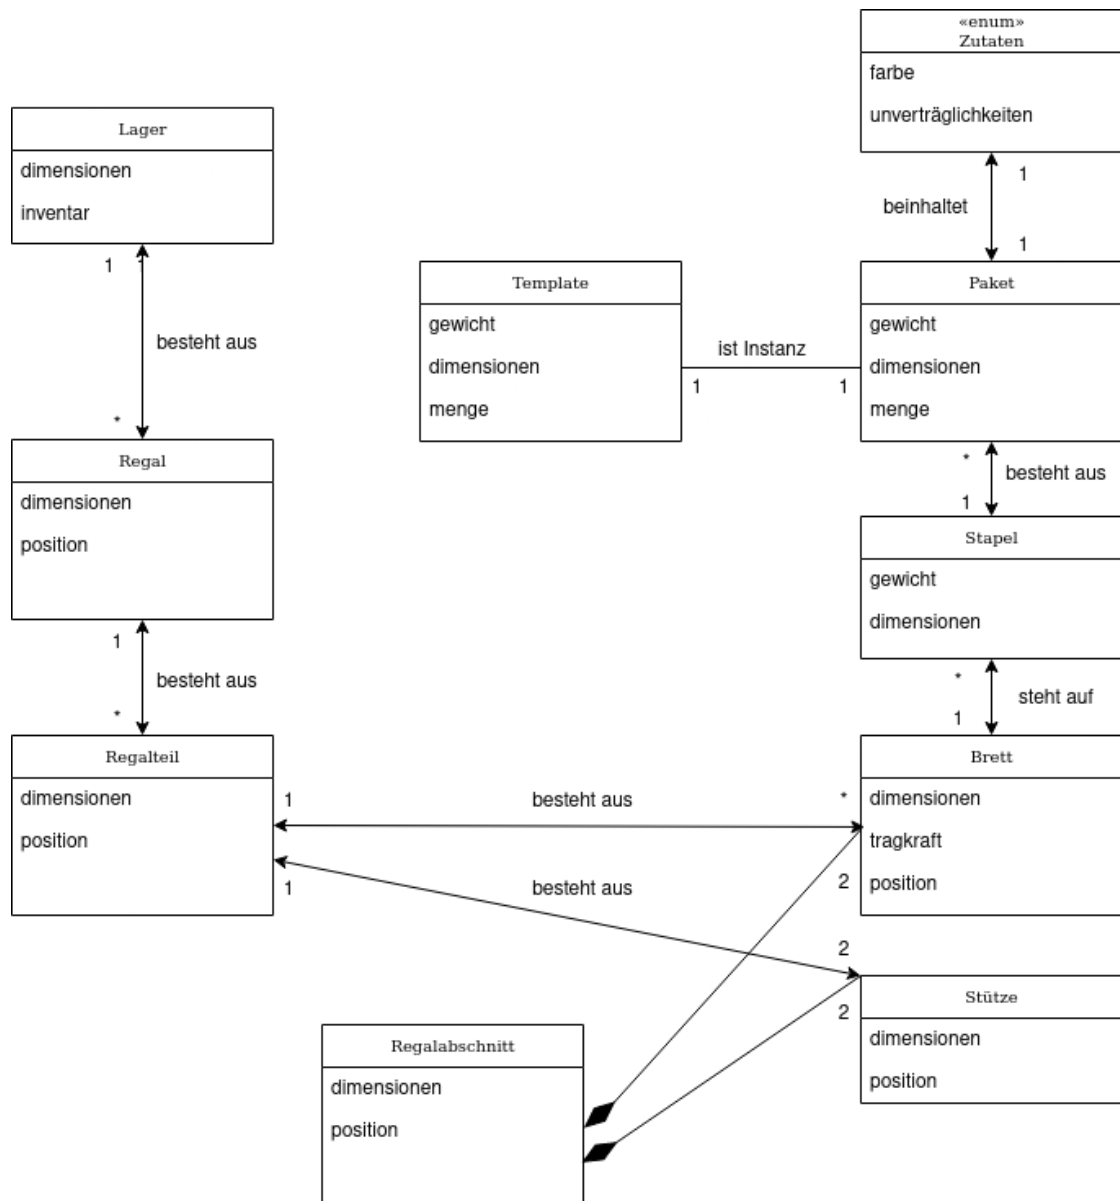 «enum»
Zutaten
farbe
unverträglichkeiten
1
beinhaltet
1
Lager
dimensionen
inventar
1
1
besteht aus
*
Template
gewicht
dimensionen
menge
ist Instanz
1
1
Paket
gewicht
dimensionen
menge
*
besteht aus
1
Regal
dimensionen
position
1
besteht aus
*
Stapel
gewicht
dimensionen
*
steht auf
1
Regalteil
dimensionen
position
1
besteht aus
*
Brett
dimensionen
tragkraft
position
1
besteht aus
2
2
2
Stütze
dimensionen
position
Regalabschnitt
dimensionen
position